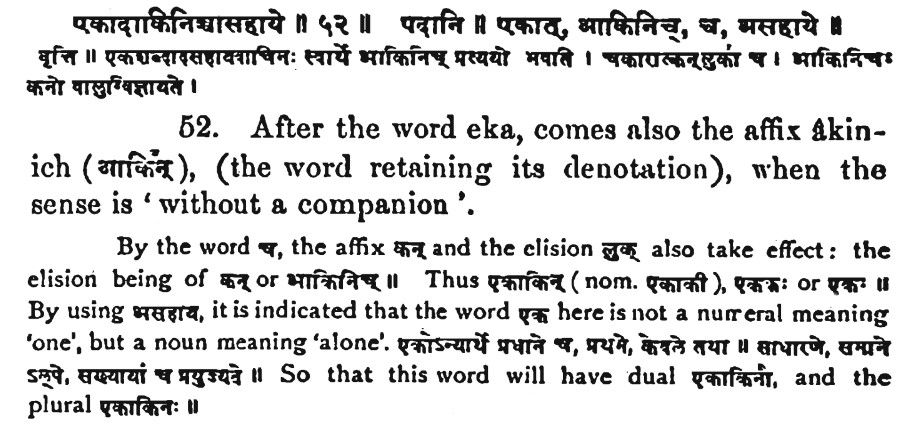 एकादाकिनिच्चासहाये ॥ ५२ ॥ पदानि ॥ एकात्, आकिनिच्, च, असहाये ॥
वृत्ति ॥ एकशब्दादसहायवाचिनः स्वार्थे आकिनिच् प्रत्ययो भवति । चकारात्कन्लुकौ च । आकिनिचः
कनो वालुग्विज्ञायते ।
52. After the word eka, comes also the affix âkin-
ich (आकिँन्), (the word retaining its denotation), when the
sense is ‘ without a companion ’.
By the word च, the affix कन् and the elision लुक् also take effect: the
elision being of कन् or आकिनिच् ॥ Thus एकाकिन् ( nom. एकाकी ), एककः or एकः ॥
By using असहाय, it is indicated that the word एक here is not a numeral meaning
'one', but a noun meaning 'alone'. एकोऽन्यार्थे प्रधाने च, प्रथमे, केवले तथा ॥ साधारणे, समाने
ऽल्पे, सख्यायां च प्रयुज्यते ॥ So that this word will have dual एकाकिनौ, and the
plural एकाकिनः ॥